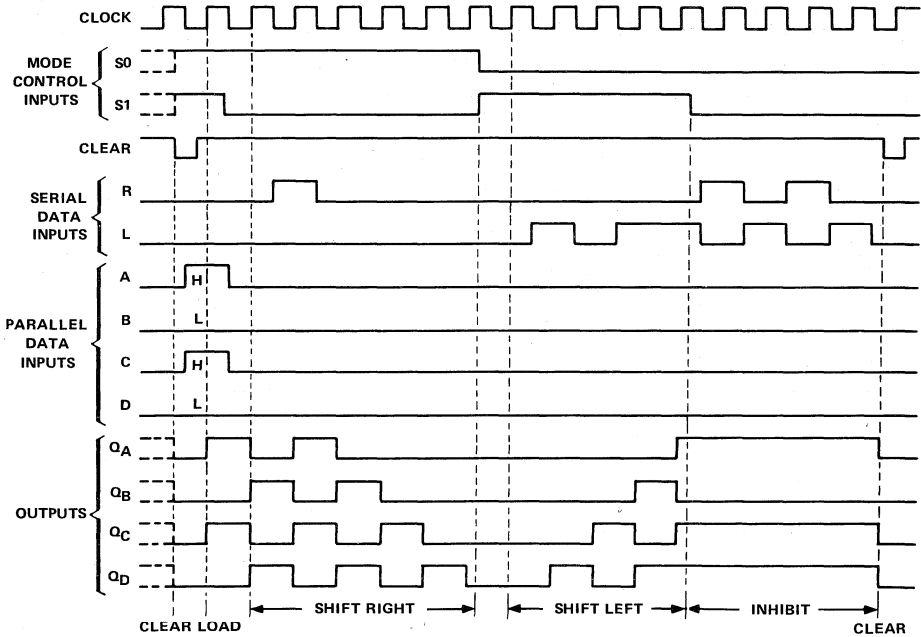 CLOCK
MODE
CONTROL
INPUTS
S0
S1
CLEAR
SERIAL
DATA
INPUTS
R
L
PARALLEL
DATA
INPUTS
A
H
B
L
C
H
D
L
OUTPUTS
QA
QB
QC
QD
SHIFT RIGHT
SHIFT LEFT
INHIBIT
CLEAR LOAD
CLEAR